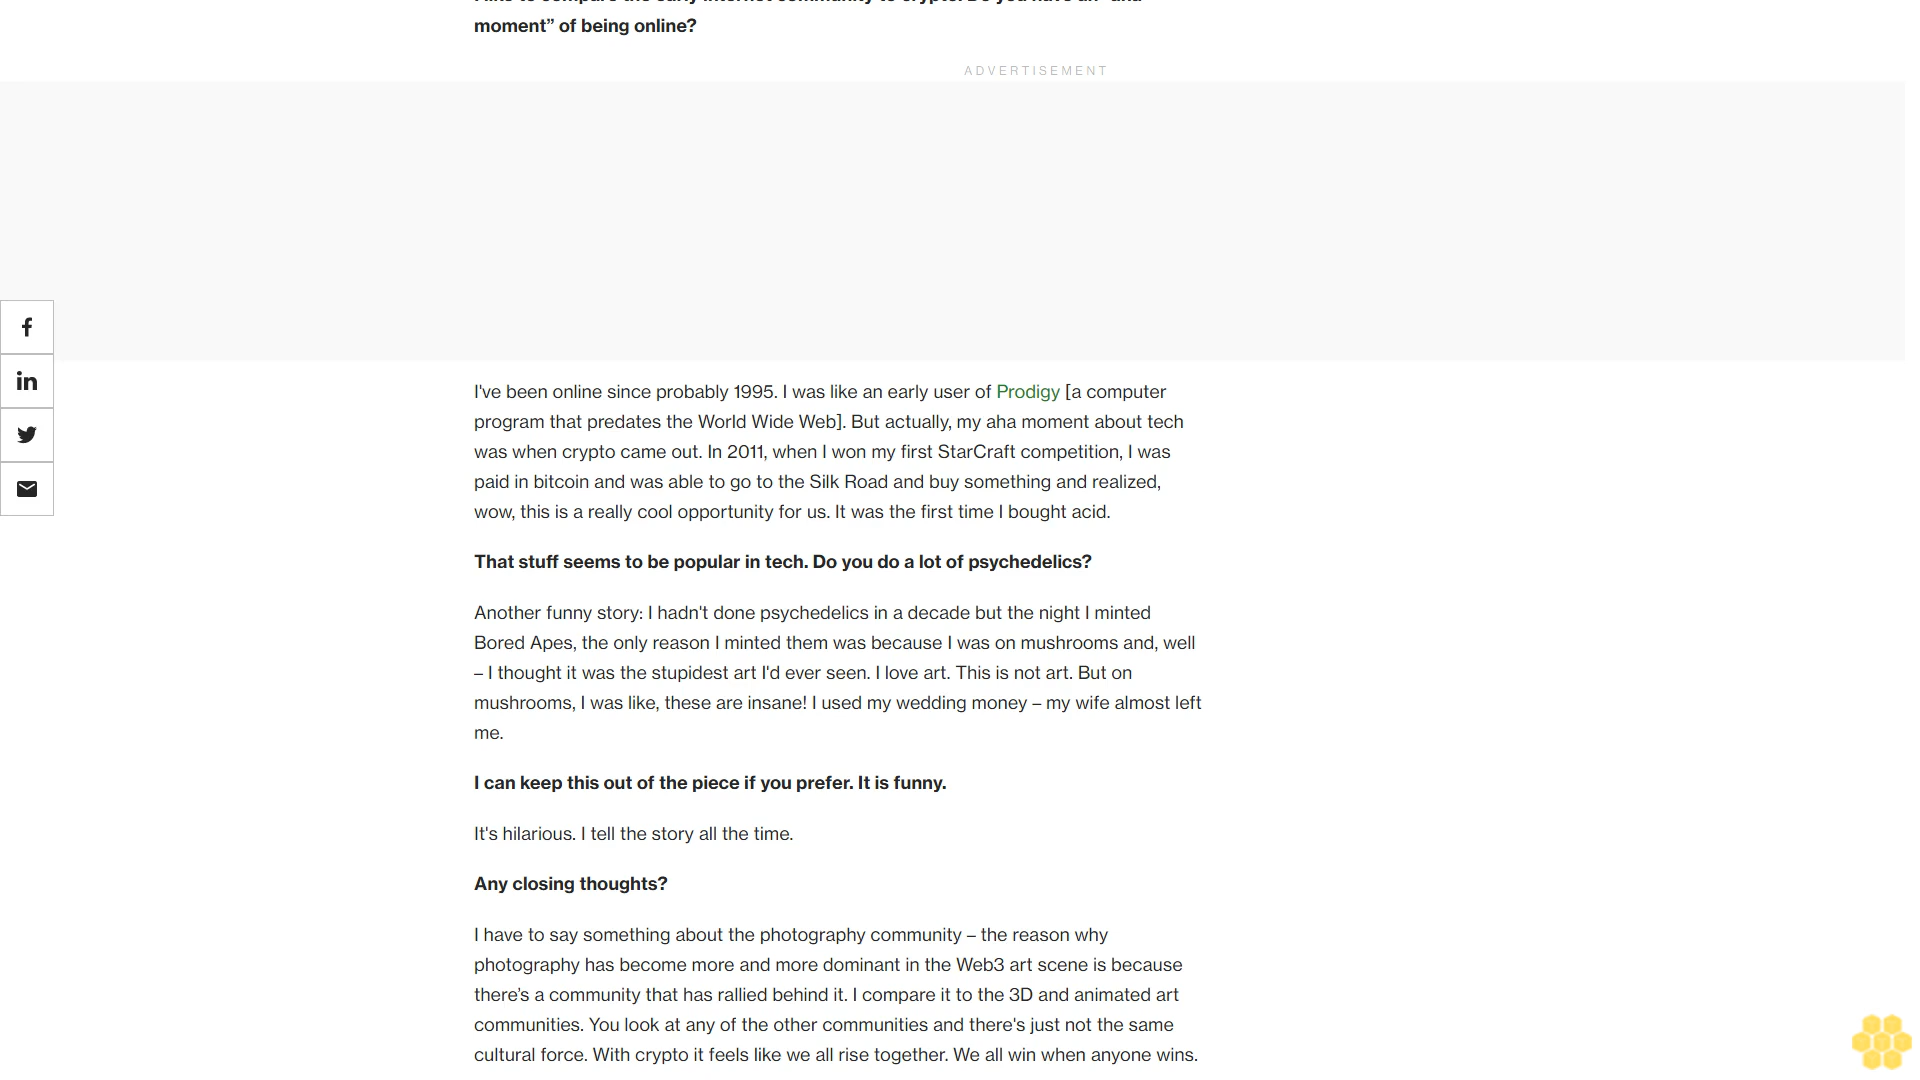 moment” of being online?
ADVERTISEMENT
I've been online since probably 1995. I was like an early user of Prodigy [a computer
program that predates the World Wide Web]. But actually, my aha moment about tech
was when crypto came out. In 2011, when I won my first StarCraft competition, I was
paid in bitcoin and was able to go to the Silk Road and buy something and realized,
wow, this is a really cool opportunity for us. It was the first time I bought acid.
That stuff seems to be popular in tech. Do you do a lot of psychedelics?
Another funny story: I hadn't done psychedelics in a decade but the night I minted
Bored Apes, the only reason I minted them was because I was on mushrooms and, well
– I thought it was the stupidest art I'd ever seen. I love art. This is not art. But on
mushrooms, I was like, these are insane! I used my wedding money – my wife almost left
me.
I can keep this out of the piece if you prefer. It is funny.
It's hilarious. I tell the story all the time.
Any closing thoughts?
I have to say something about the photography community – the reason why
photography has become more and more dominant in the Web3 art scene is because
there’s a community that has rallied behind it. I compare it to the 3D and animated art
communities. You look at any of the other communities and there's just not the same
cultural force. With crypto it feels like we all rise together. We all win when anyone wins.